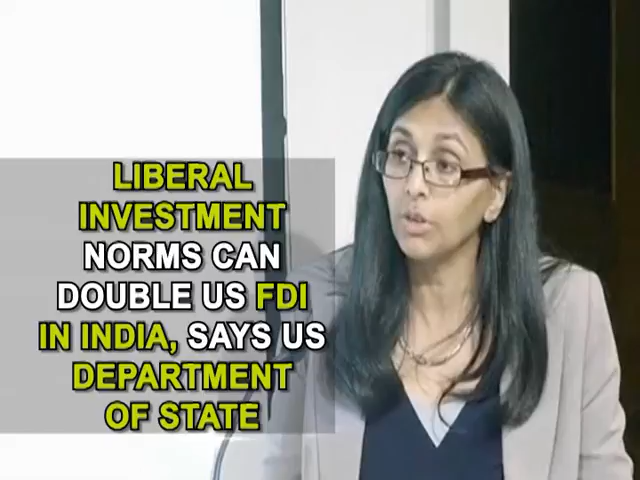 LIBERAL
INVESTMENT
NORMS CAN
DOUBLE US FDI
IN INDIA, SAYS US
DEPARTMENT
OF STATE